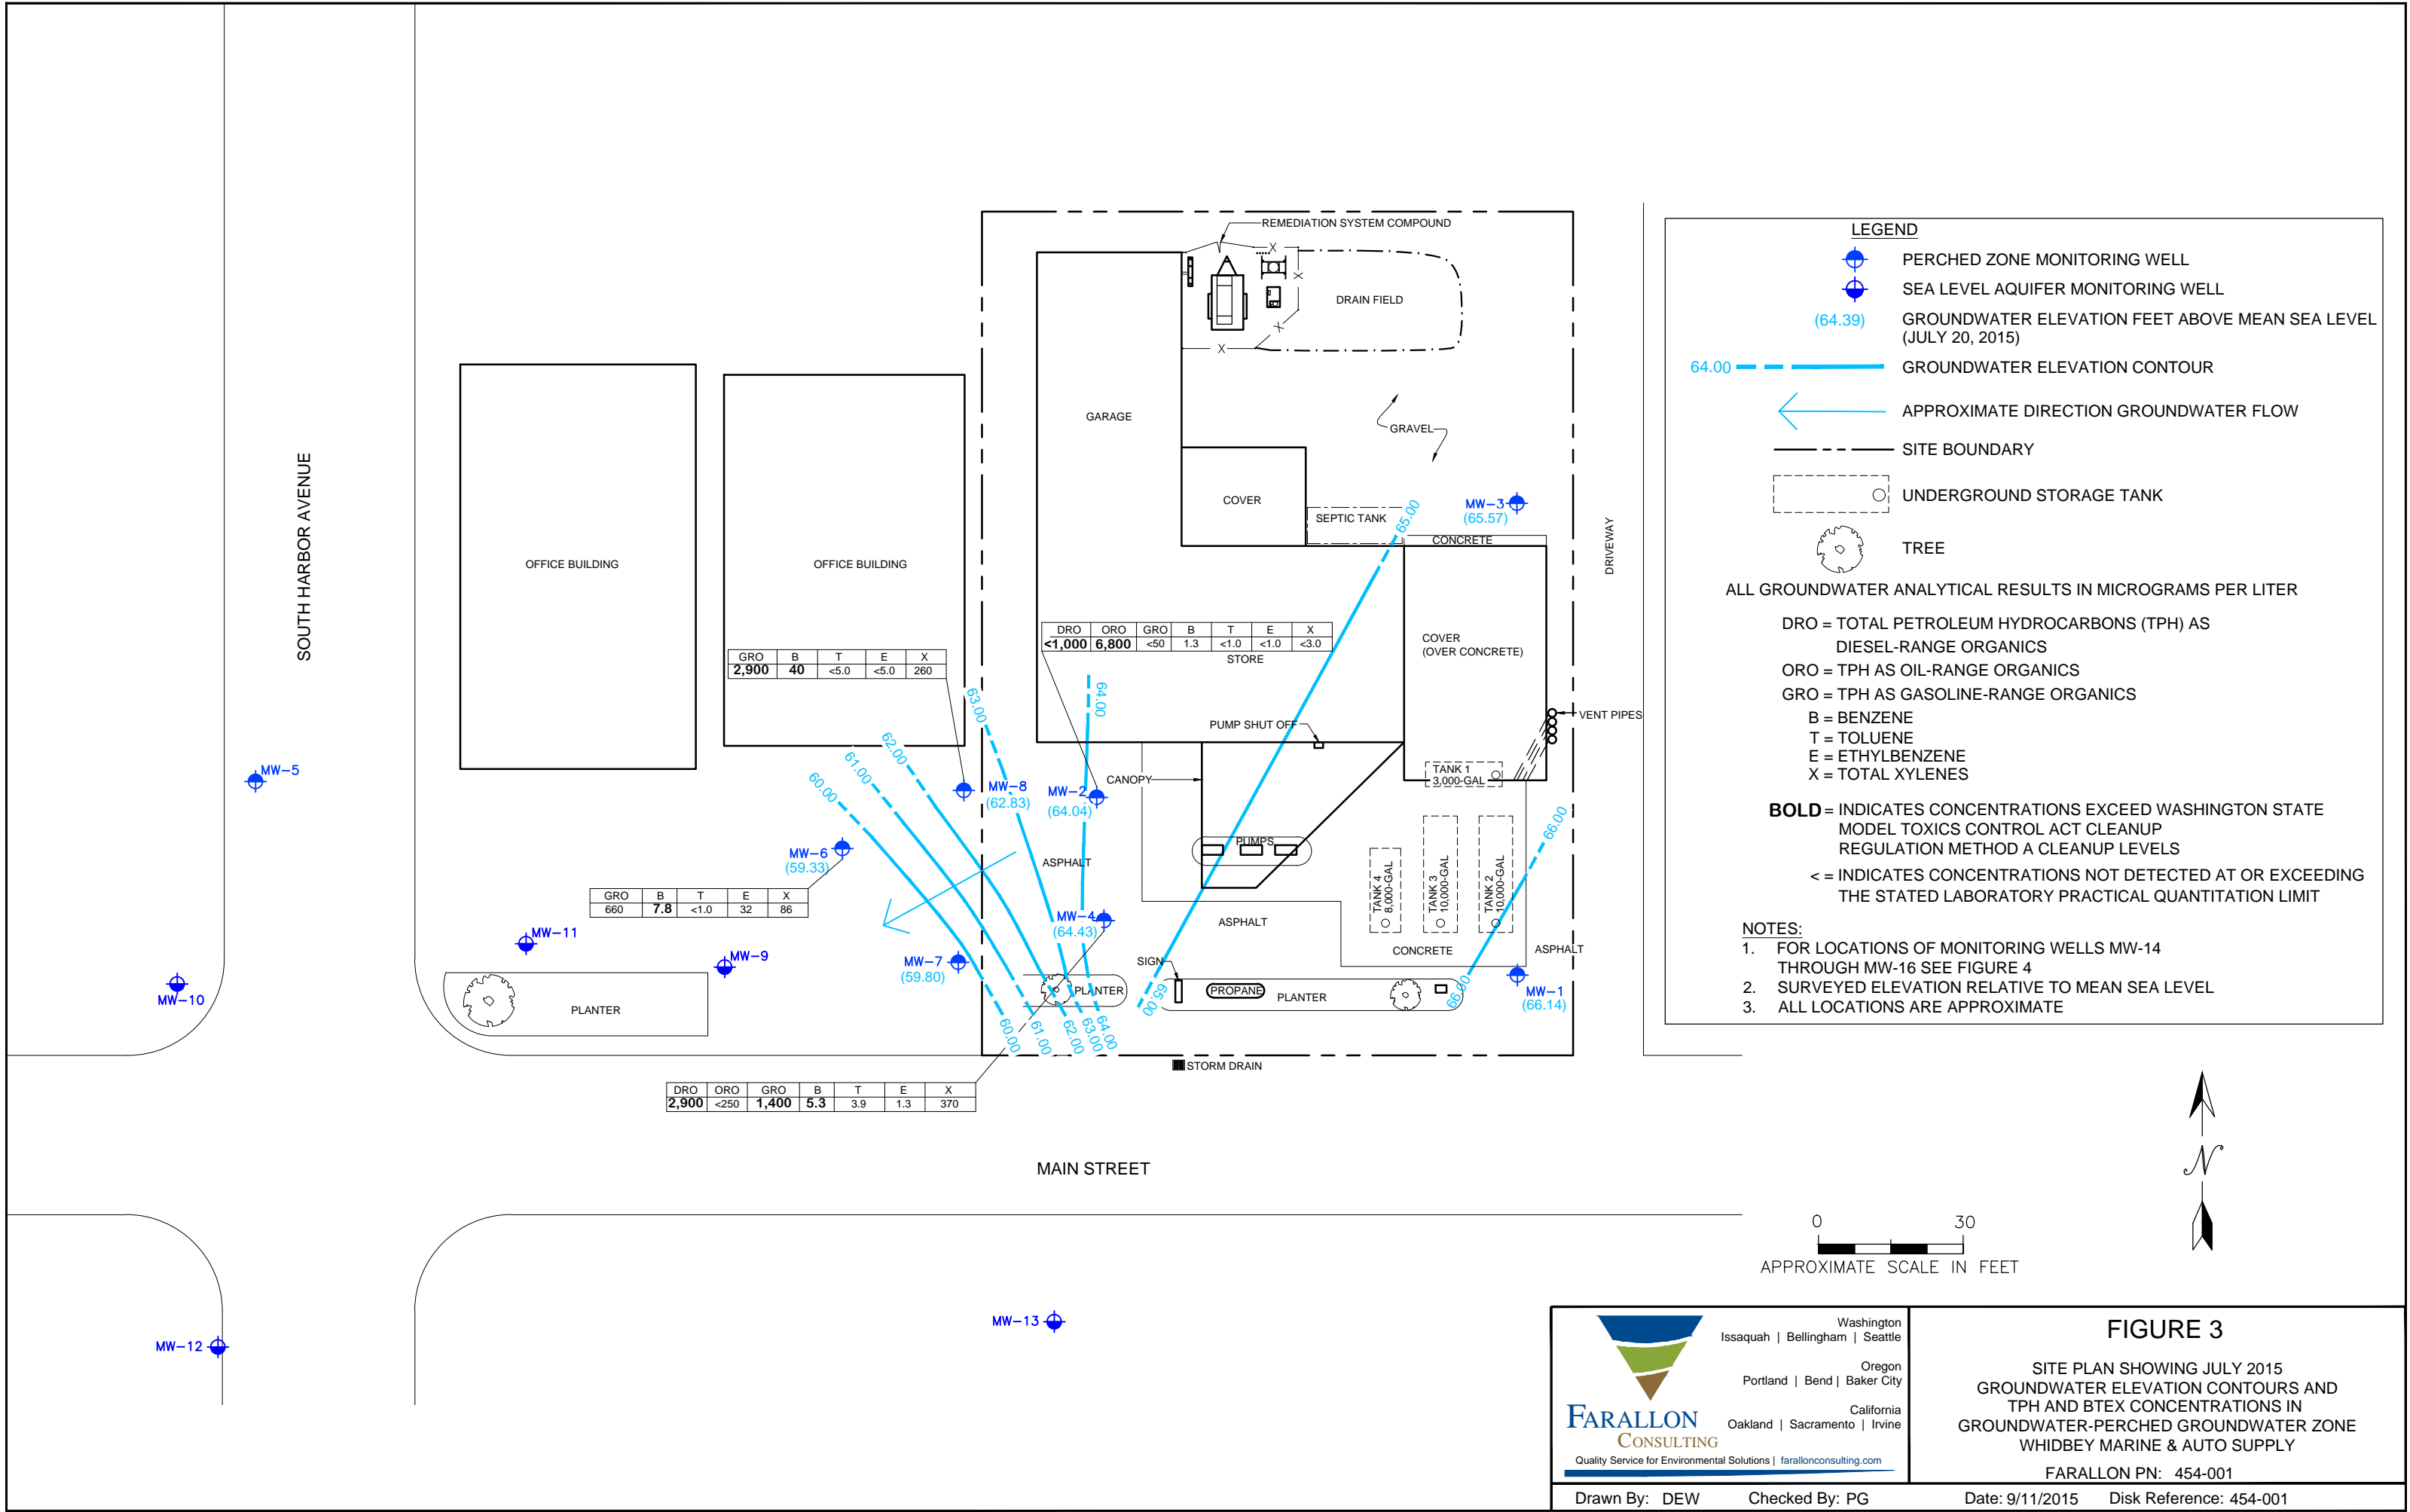 REMEDIATION SYSTEM COMPOUND
X
X
X
X
DRAIN FIELD
GARAGE
GRAVEL
COVER
SEPTIC TANK
65.00
MW-3
(65.57)
CONCRETE
DRIVEWAY
SOUTH HARBOR AVENUE
OFFICE BUILDING
OFFICE BUILDING
DRO ORO GRO B T E X
<1,000 6,800 <50 1.3 <1.0 <1.0 <3.0
STORE
COVER
(OVER CONCRETE)
GRO B T E X
2,900 40 <5.0 <5.0 260
63.00
64.00
PUMP SHUT OFF
VENT PIPES
62.00
61.00
60.00
CANOPY
TANK 1
3,000-GAL
MW-5
MW-8
(62.83)
MW-2
(64.04)
66.00
PUMPS
MW-6
(59.33)
ASPHALT
TANK 4
8,000-GAL
TANK 3
10,000-GAL
TANK 2
10,000-GAL
GRO B T E X
660 7.8 <1.0 32 86
MW-4
(64.43)
ASPHALT
CONCRETE
ASPHALT
MW-11
MW-9
MW-7
(59.80)
SIGN
MW-10
PLANTER
PLANTER
65.00
PROPANE
PLANTER
66.00
MW-1
(66.14)
60.00
61.00
62.00
63.00
64.00
STORM DRAIN
DRO ORO GRO B T E X
2,900 <250 1,400 5.3 3.9 1.3 370
MAIN STREET
MW-13
MW-12
LEGEND
PERCHED ZONE MONITORING WELL
SEA LEVEL AQUIFER MONITORING WELL
(64.39) GROUNDWATER ELEVATION FEET ABOVE MEAN SEA LEVEL
(JULY 20, 2015)
64.00 GROUNDWATER ELEVATION CONTOUR
APPROXIMATE DIRECTION GROUNDWATER FLOW
SITE BOUNDARY
UNDERGROUND STORAGE TANK
TREE
ALL GROUNDWATER ANALYTICAL RESULTS IN MICROGRAMS PER LITER
DRO = TOTAL PETROLEUM HYDROCARBONS (TPH) AS
DIESEL-RANGE ORGANICS
ORO = TPH AS OIL-RANGE ORGANICS
GRO = TPH AS GASOLINE-RANGE ORGANICS
B = BENZENE
T = TOLUENE
E = ETHYLBENZENE
X = TOTAL XYLENES
BOLD = INDICATES CONCENTRATIONS EXCEED WASHINGTON STATE
MODEL TOXICS CONTROL ACT CLEANUP
REGULATION METHOD A CLEANUP LEVELS
< = INDICATES CONCENTRATIONS NOT DETECTED AT OR EXCEEDING
THE STATED LABORATORY PRACTICAL QUANTITATION LIMIT
NOTES:
1. FOR LOCATIONS OF MONITORING WELLS MW-14
THROUGH MW-16 SEE FIGURE 4
2. SURVEYED ELEVATION RELATIVE TO MEAN SEA LEVEL
3. ALL LOCATIONS ARE APPROXIMATE
N
0 30
APPROXIMATE SCALE IN FEET
FARALLON
CONSULTING
Washington
Issaquah | Bellingham | Seattle
Oregon
Portland | Bend | Baker City
California
Oakland | Sacramento | Irvine
Quality Service for Environmental Solutions | farallonconsulting.com
FIGURE 3
SITE PLAN SHOWING JULY 2015
GROUNDWATER ELEVATION CONTOURS AND
TPH AND BTEX CONCENTRATIONS IN
GROUNDWATER-PERCHED GROUNDWATER ZONE
WHIDBEY MARINE & AUTO SUPPLY
FARALLON PN: 454-001
Drawn By: DEW Checked By: PG Date: 9/11/2015 Disk Reference: 454-001